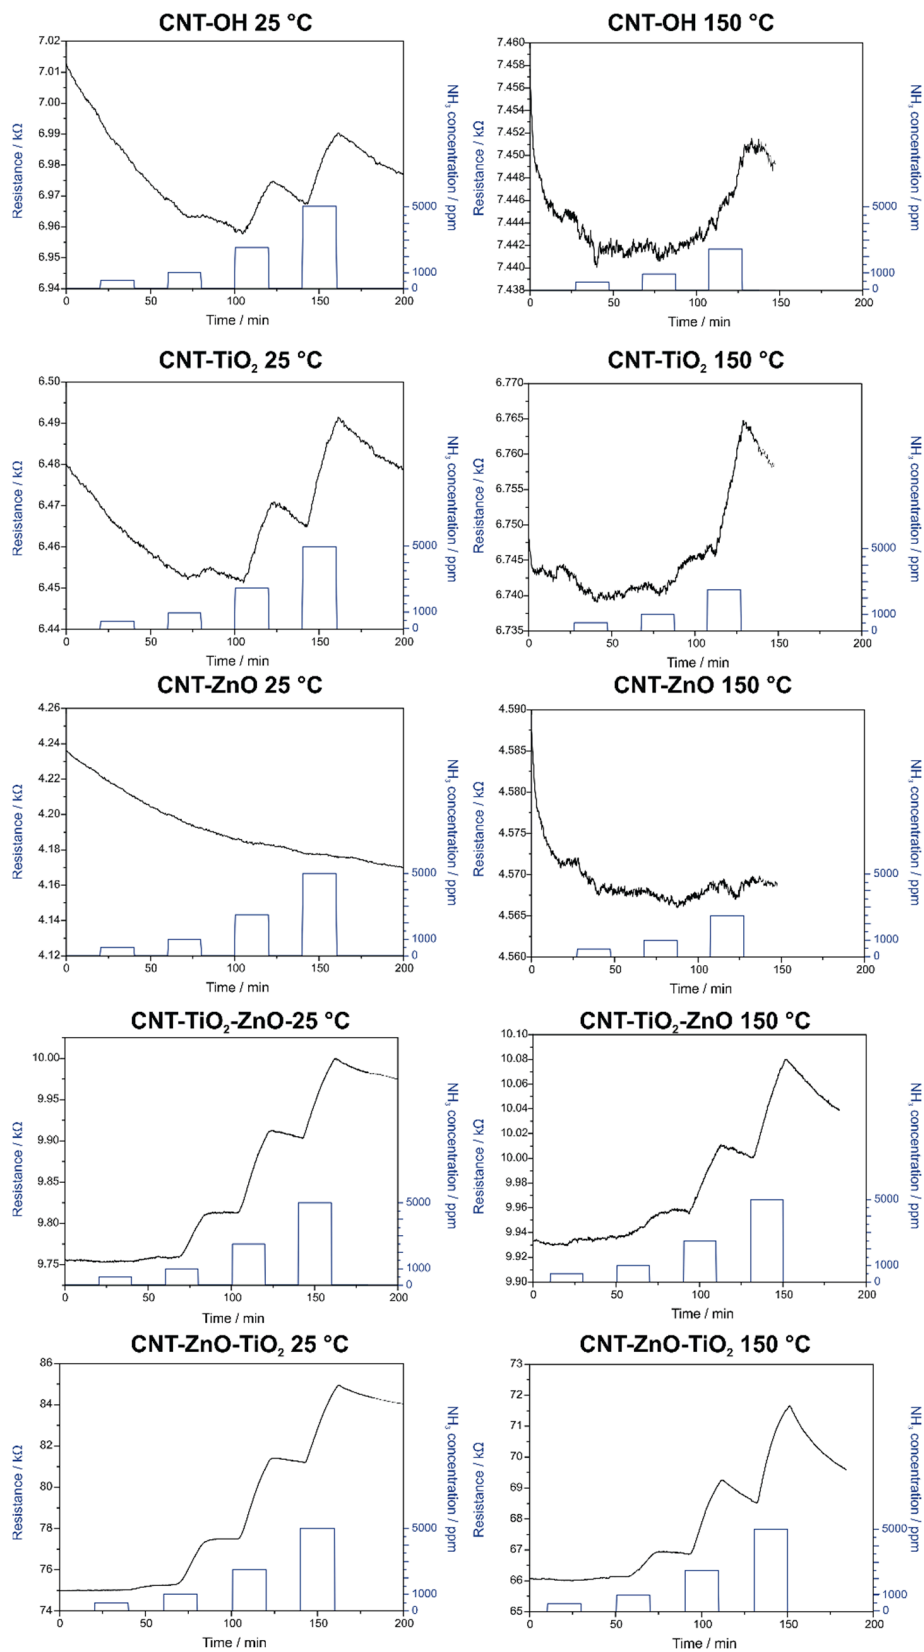 CNT-OH 25 °C
7.02
7.01
7.00
6.99
6.98
6.97
6.96
6.95
6.94
Resistance / kΩ
0 50 100 150 200
Time / min
5000
1000
0
NH₃ concentration / ppm
CNT-OH 150 °C
7.460
7.458
7.456
7.454
7.452
7.450
7.448
7.446
7.444
7.442
7.440
7.438
Resistance / kΩ
0 50 100 150 200
Time / min
5000
1000
0
NH₃ concentration / ppm
CNT-TiO₂ 25 °C
6.50
6.49
6.48
6.47
6.46
6.45
6.44
Resistance / kΩ
0 50 100 150 200
Time / min
5000
1000
0
NH₃ concentration / ppm
CNT-TiO₂ 150 °C
6.770
6.765
6.760
6.755
6.750
6.745
6.740
6.735
Resistance / kΩ
0 50 100 150 200
Time / min
5000
1000
0
NH₃ concentration / ppm
CNT-ZnO 25 °C
4.26
4.24
4.22
4.20
4.18
4.16
4.14
4.12
Resistance / kΩ
0 50 100 150 200
Time / min
5000
1000
0
NH₃ concentration / ppm
CNT-ZnO 150 °C
4.590
4.585
4.580
4.575
4.570
4.565
4.560
Resistance / kΩ
0 50 100 150 200
Time / min
5000
1000
0
NH₃ concentration / ppm
CNT-TiO₂-ZnO-25 °C
10.00
9.95
9.90
9.85
9.80
9.75
Resistance / kΩ
0 50 100 150 200
Time / min
5000
1000
0
NH₃ concentration / ppm
CNT-TiO₂-ZnO 150 °C
10.10
10.08
10.06
10.04
10.02
10.00
9.98
9.96
9.94
9.92
9.90
Resistance / kΩ
0 50 100 150 200
Time / min
5000
1000
0
NH₃ concentration / ppm
CNT-ZnO-TiO₂ 25 °C
86
84
82
81
78
76
74
Resistance / kΩ
0 50 100 150 200
Time / min
5000
1000
0
NH₃ concentration / ppm
CNT-ZnO-TiO₂ 150 °C
73
72
71
70
69
68
67
66
65
Resistance / kΩ
0 50 100 150 200
Time / min
5000
1000
0
NH₃ concentration / ppm